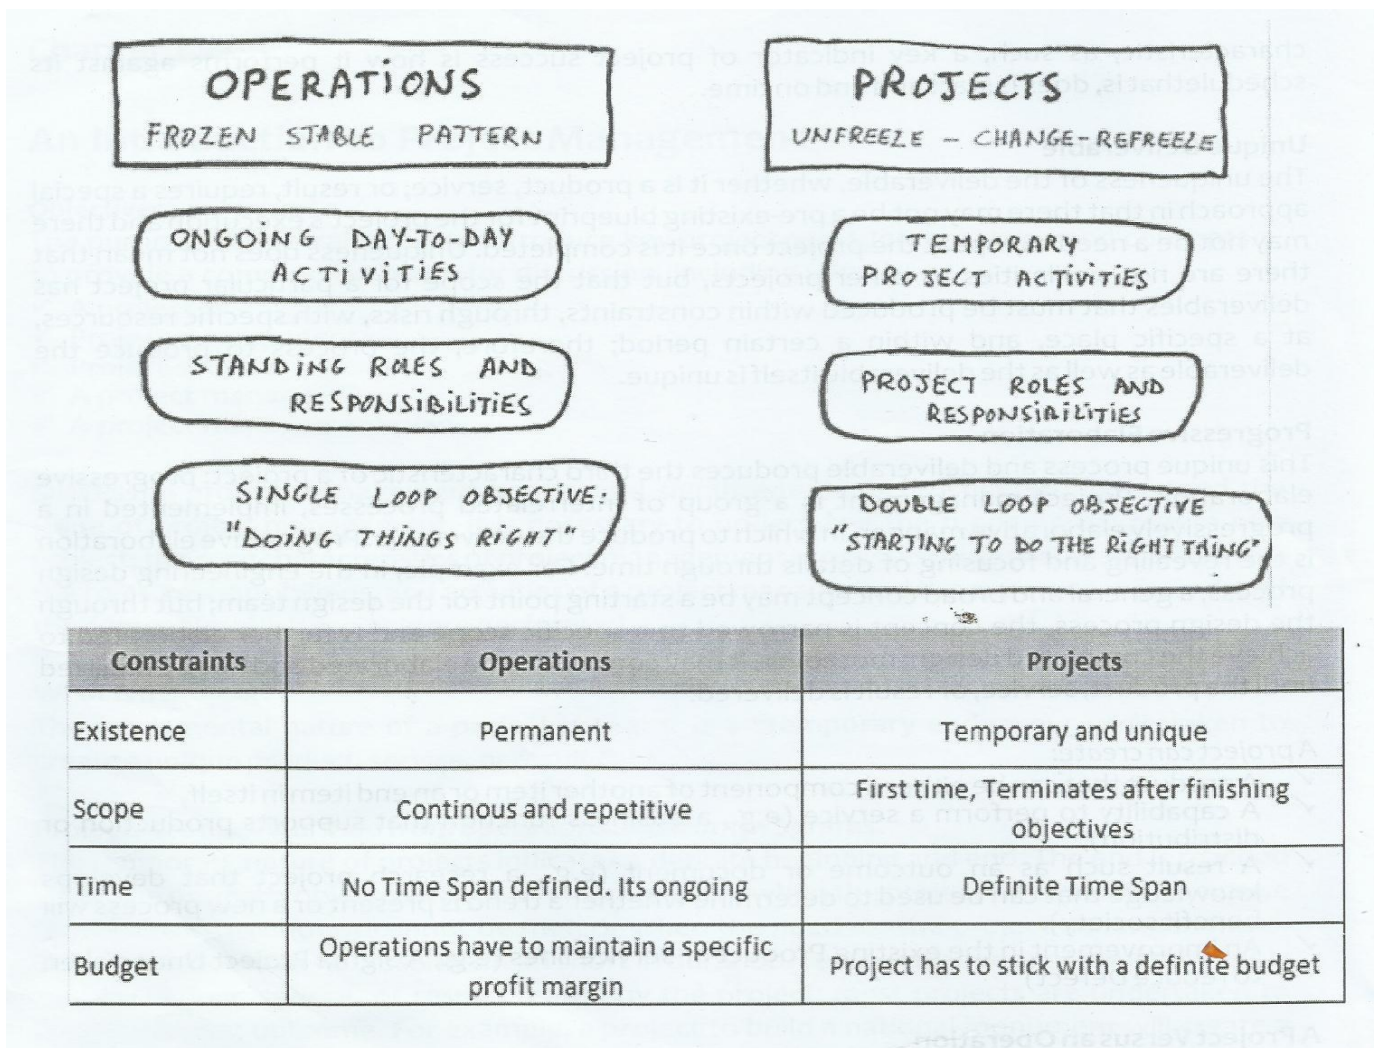 OPERATIONS
FROZEN STABLE PATTERN
ONGOING DAY-TO-DAY
ACTIVITIES
STANDING ROLES AND
RESPONSIBILITIES
SINGLE LOOP OBJECTIVE:
"DOING THINGS RIGHT"
PROJECTS
UNFREEZE - CHANGE-REFREEZE
TEMPORARY
PROJECT ACTIVITIES
PROJECT ROLES AND
RESPONSIBILITIES
DOUBLE LOOP OBJECTIVE
"STARTING TO DO THE RIGHT THING"
Constraints Operations Projects
Existence Permanent Temporary and unique
Scope Continous and repetitive First time, Terminates after finishing
objectives
Time No Time Span defined. Its ongoing Definite Time Span
Budget Operations have to maintain a specific
profit margin Project has to stick with a definite budget